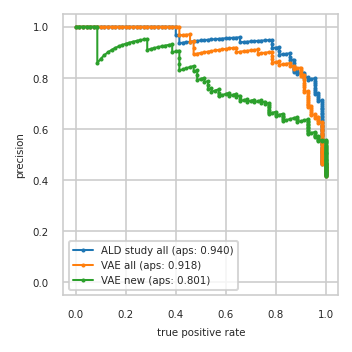 1.0
0.8
0.6
0.4
0.2
0.0
precision
ALD study all (aps: 0.940)
VAE all (aps: 0.918)
VAE new (aps: 0.801)
0.0 0.2 0.4 0.6 0.8 1.0
true positive rate